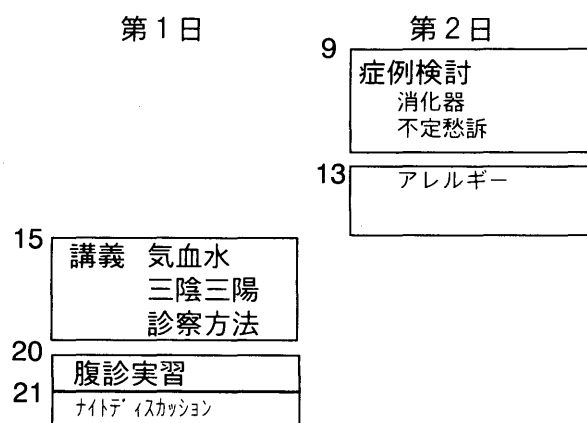 第1日
15
講義 気血水
三陰三陽
診察方法
20
腹診実習
21
ナイトディスカッション
第2日
9
症例検討
消化器
不定愁訴
13
アレルギー